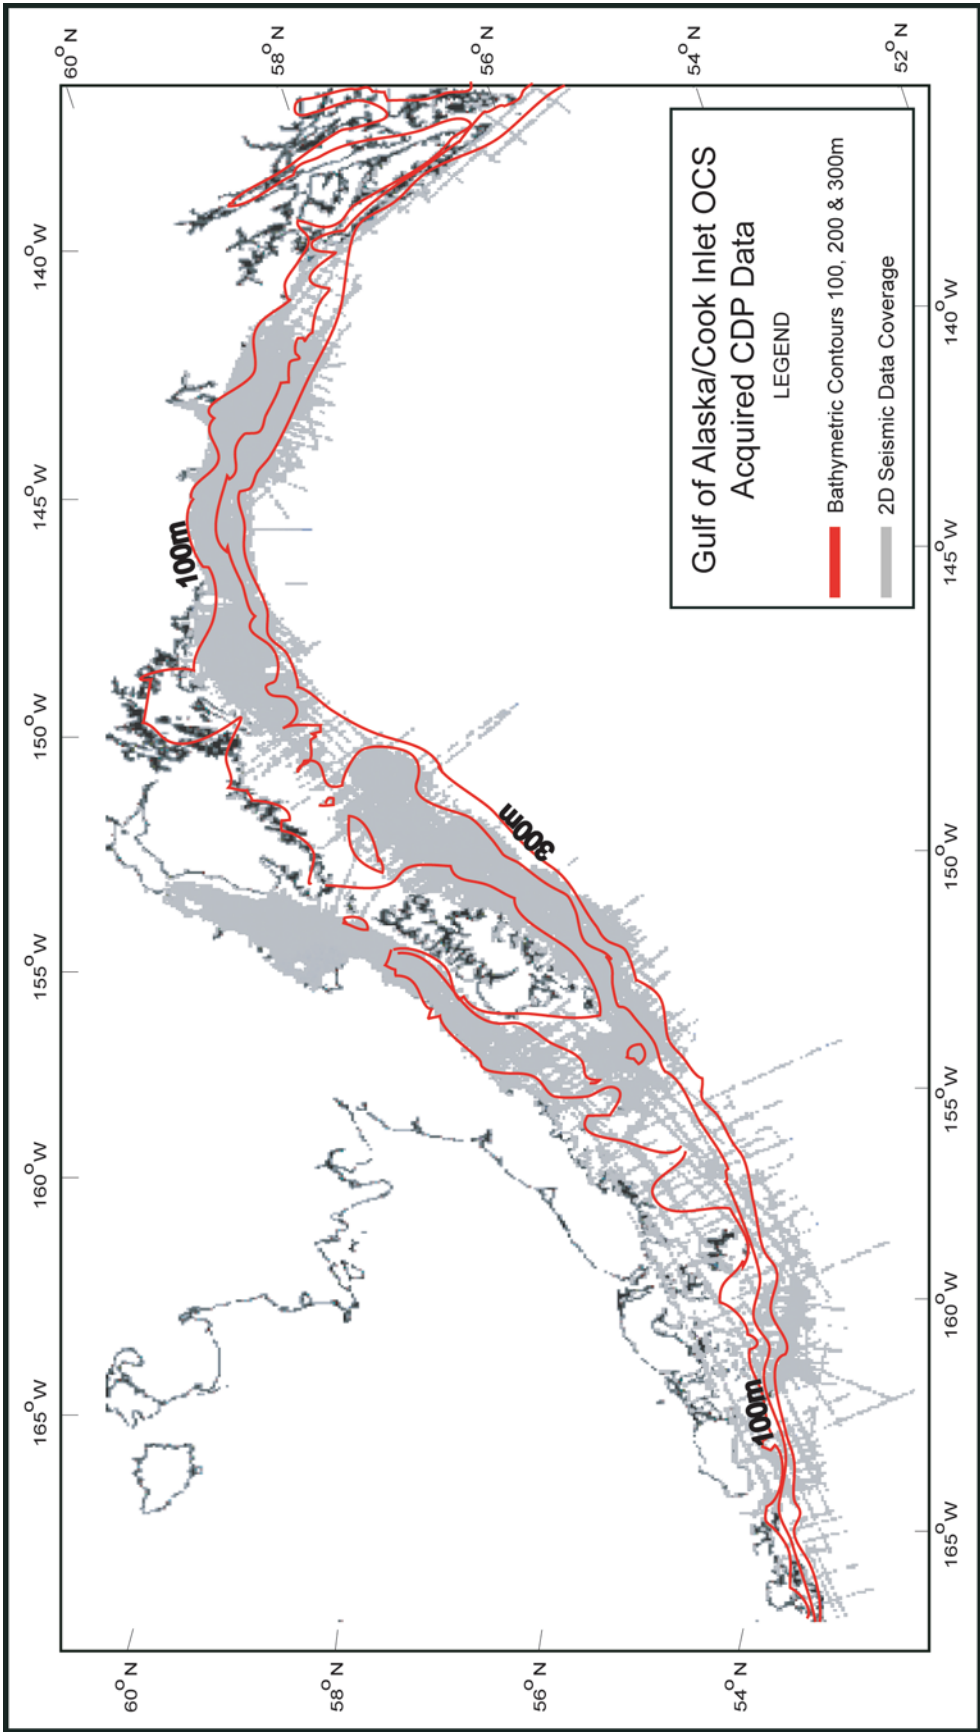 165°W
160°W
155°W
150°W
145°W
140°W
60°N
60°N
100m
58°N
58°N
56°N
300m
56°N
54°N
54°N
100m
Gulf of Alaska/Cook Inlet OCS
Acquired CDP Data
LEGEND
Bathymetric Contours 100, 200 & 300m
2D Seismic Data Coverage
52°N
165°W
160°W
155°W
150°W
145°W
140°W